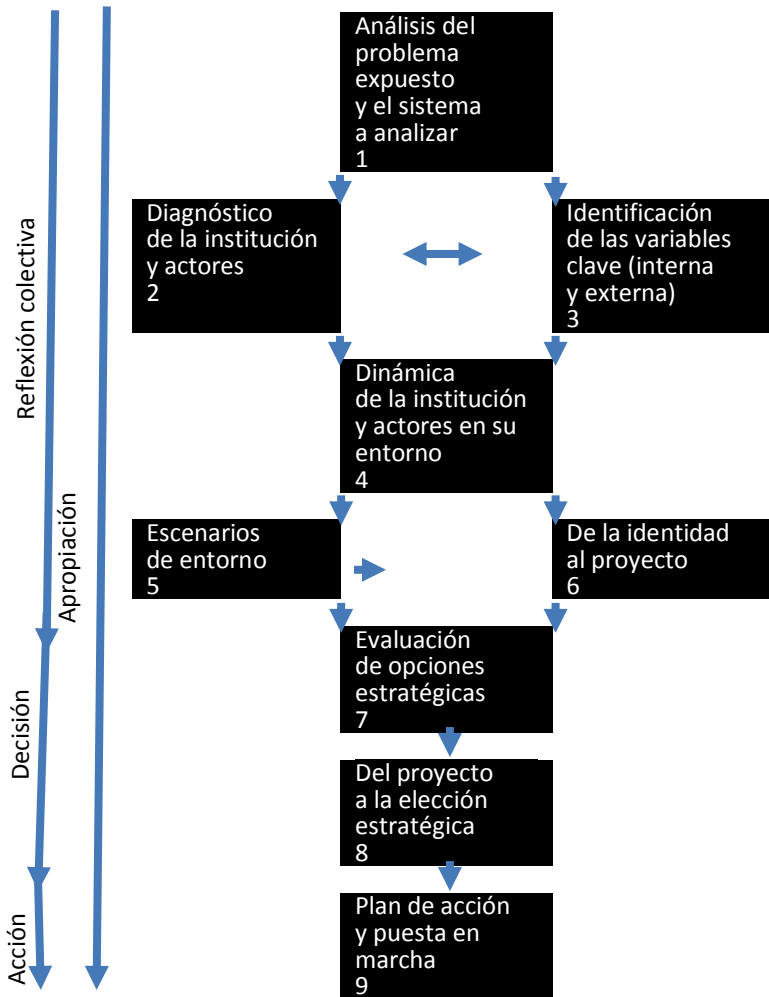 Análisis del
problema
expuesto
y el sistema
a analizar
1
Diagnóstico
de la institución
y actores
2
Identificación
de las variables
clave (interna
y externa)
3
Dinámica
de la institución
y actores en su
entorno
4
Escenarios
de entorno
5
De la identidad
al proyecto
6
Evaluación
de opciones
estratégicas
7
Del proyecto
a la elección
estratégica
8
Plan de acción
y puesta en
marcha
9
Reflexión colectiva
Apropiación
Decisión
Acción